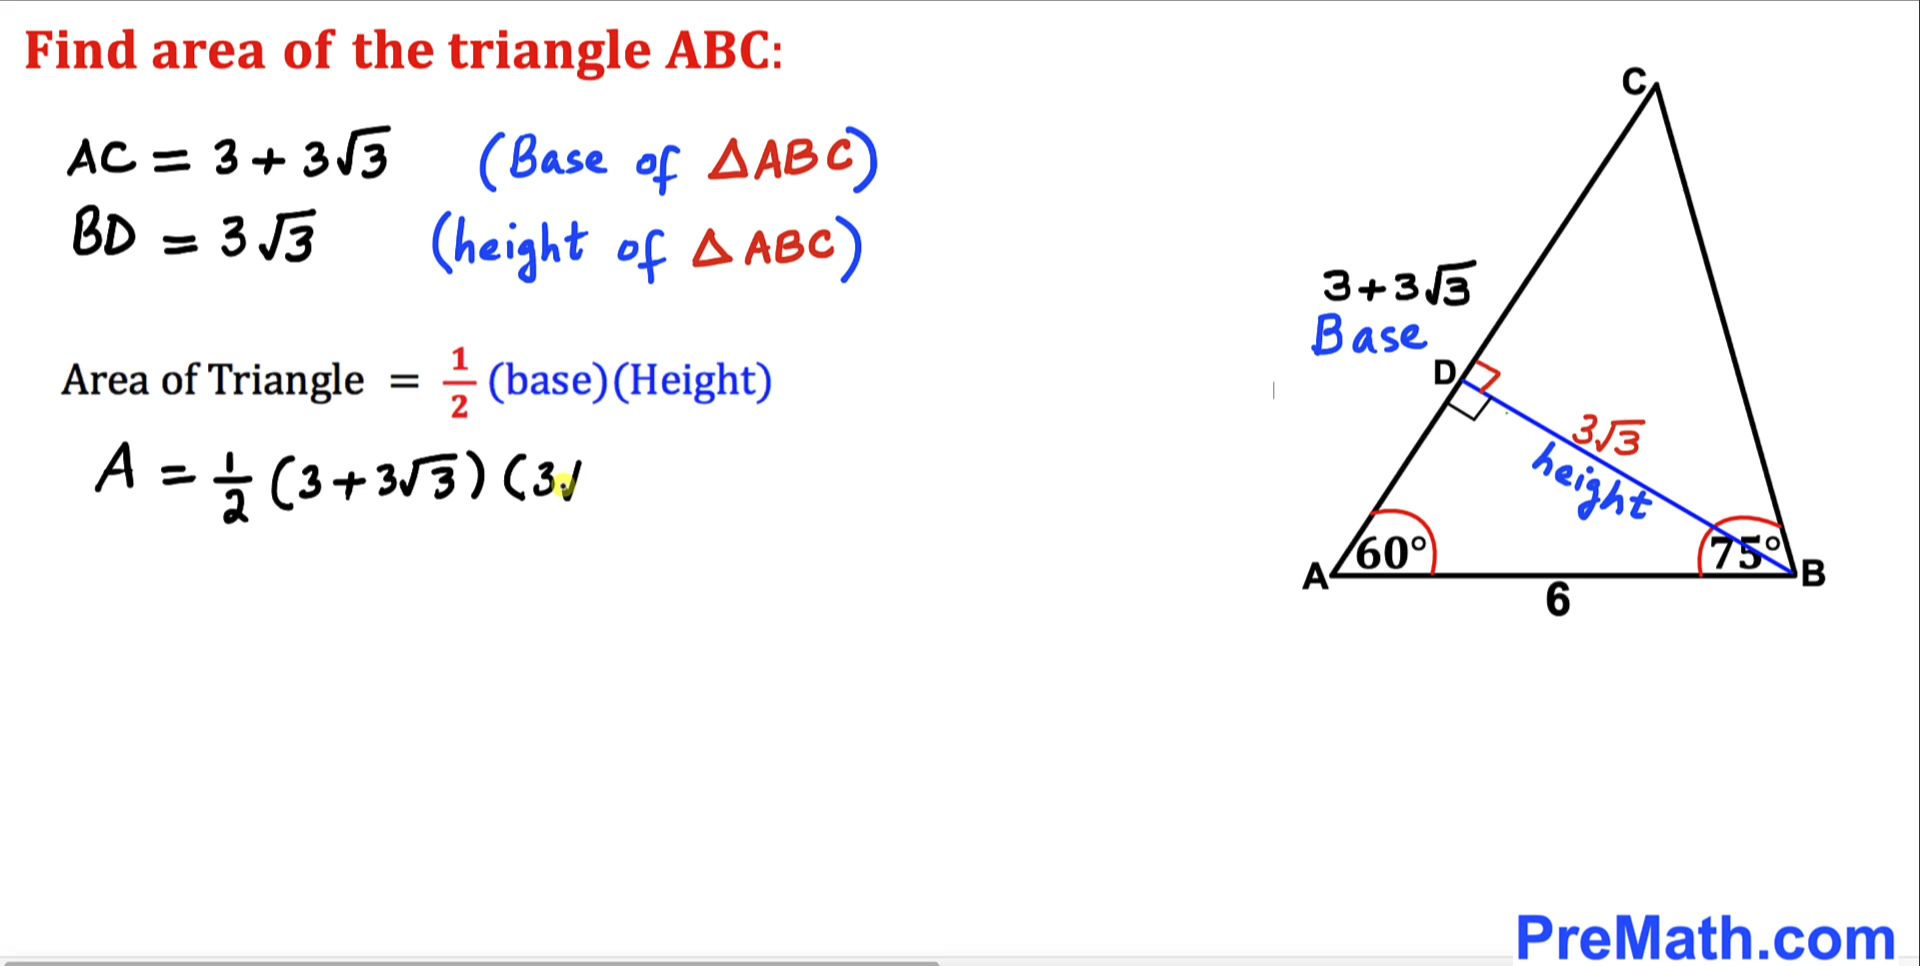 Find area of the triangle ABC:
AC = 3 + 3√3 (Base of ΔABC)
BD = 3√3 (height of ΔABC)
Area of Triangle = 1/2 (base)(Height)
A = 1/2 (3+3√3) (3√
C
3+3√3
Base
D
3√3
height
60°
75°
A
B
6
PreMath.com